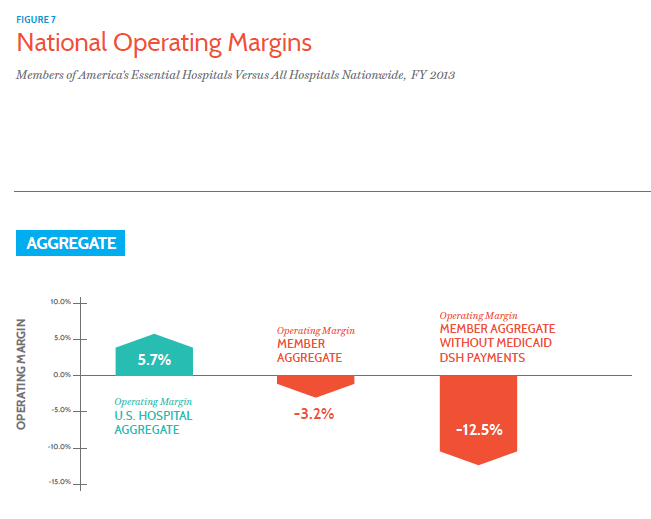 FIGURE 7
National Operating Margins
Members of America's Essential Hospitals Versus All Hospitals Nationwide, FY 2013
AGGREGATE
OPERATING MARGIN
10.0%
5.0%
0.0%
-5.0%
-10.0%
-15.0%
5.7%
Operating Margin
U.S. HOSPITAL
AGGREGATE
Operating Margin
MEMBER
AGGREGATE
-3.2%
Operating Margin
MEMBER AGGREGATE
WITHOUT MEDICAID
DSH PAYMENTS
-12.5%